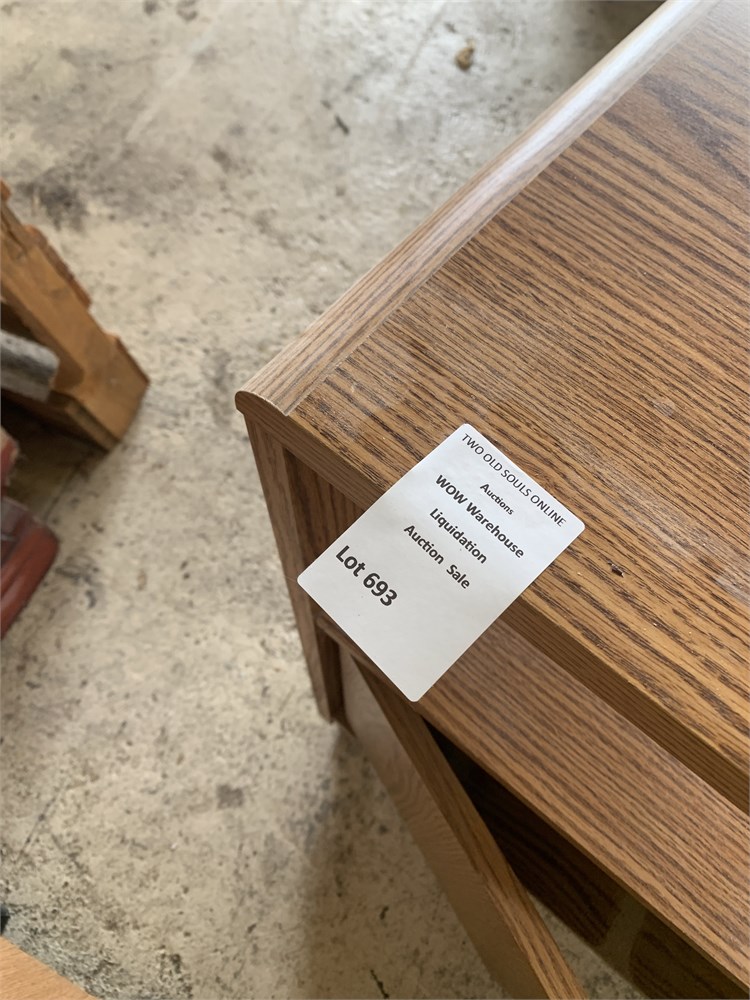 TWO OLD SOULS ONLINE
Auctions
WOW Warehouse
Liquidation
Auction Sale
Lot 693